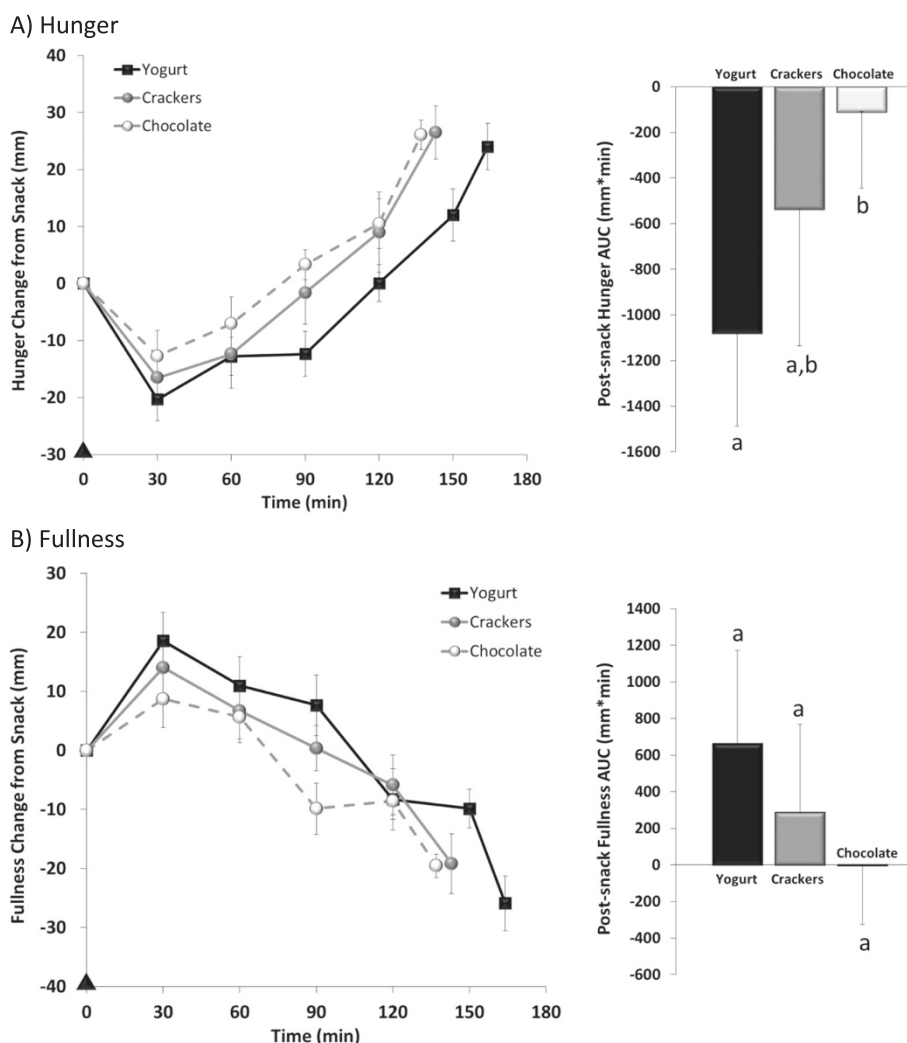 A) Hunger
40
30
20
10
0
-10
-20
-30
Hunger Change from Snack (mm)
Yogurt
Crackers
Chocolate
0 30 60 90 120 150 180
Time (min)
Yogurt Crackers Chocolate
0
-200
-400
-600
-800
-1000
-1200
-1400
-1600
Post-snack Hunger AUC (mm*min)
a
a,b
b
B) Fullness
30
20
10
0
-10
-20
-30
-40
Fullness Change from Snack (mm)
Yogurt
Crackers
Chocolate
0 30 60 90 120 150 180
Time (min)
1400
1200
1000
800
600
400
200
0
-200
-400
-600
Post-snack Fullness AUC (mm*min)
a
a
Chocolate
Yogurt Crackers
a